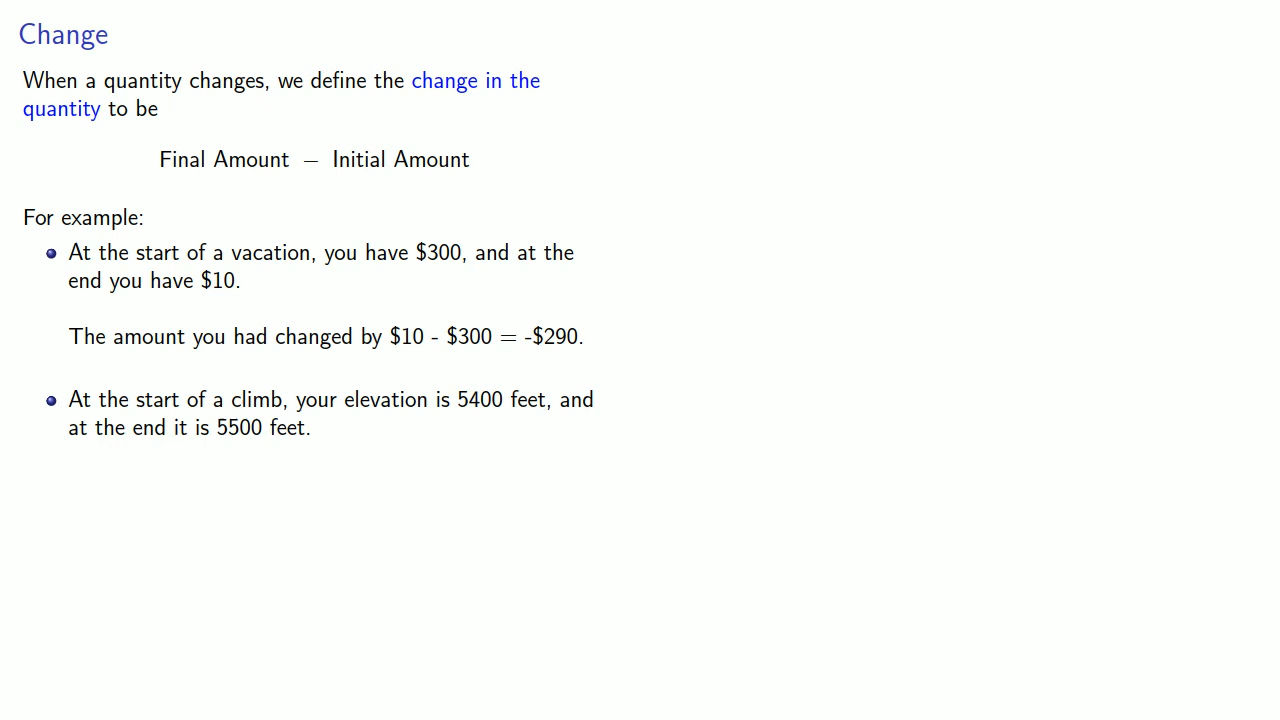 Change
When a quantity changes, we define the change in the
quantity to be
Final Amount − Initial Amount
For example:
At the start of a vacation, you have $300, and at the
end you have $10.
The amount you had changed by $10 - $300 = -$290.
At the start of a climb, your elevation is 5400 feet, and
at the end it is 5500 feet.